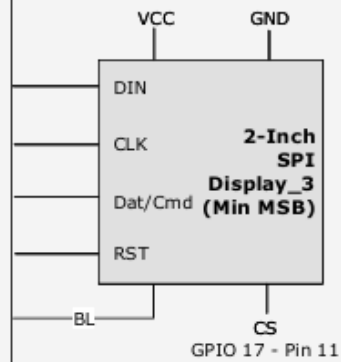 VCC
GND
DIN
CLK
Dat/Cmd
RST
2-Inch
SPI
Display_3
(Min MSB)
BL
CS
GPIO 17 - Pin 11